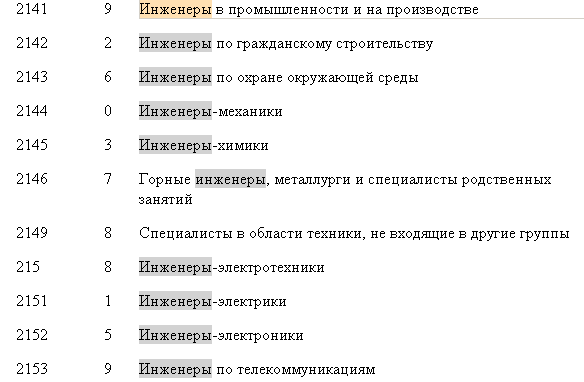 2141 9 Инженеры в промышленности и на производстве
2142 2 Инженеры по гражданскому строительству
2143 6 Инженеры по охране окружающей среды
2144 0 Инженеры-механики
2145 3 Инженеры-химики
2146 7 Горные инженеры, металлурги и специалисты родственных
занятий
2149 8 Специалисты в области техники, не входящие в другие группы
215 8 Инженеры-электротехники
2151 1 Инженеры-электрики
2152 5 Инженеры-электроники
2153 9 Инженеры по телекоммуникациям